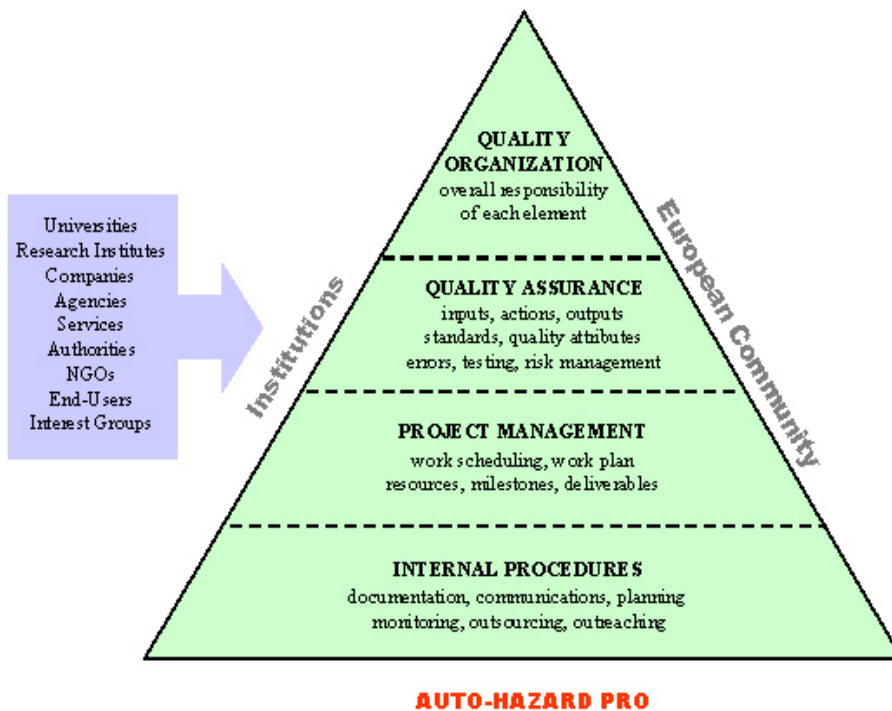 Universities
Research Institutes
Companies
Agencies
Services
Authorities
NGOs
End-Users
Interest Groups
Institutions
QUALITY
ORGANIZATION
overall responsibility
of each element
QUALITY ASSURANCE
inputs, actions, outputs
standards, quality attributes
errors, testing, risk management
PROJECT MANAGEMENT
work scheduling, work plan
resources, milestones, deliverables
INTERNAL PROCEDURES
documentation, communications, planning
monitoring, outsourcing, outreaching
European Community
AUTO-HAZARD PRO